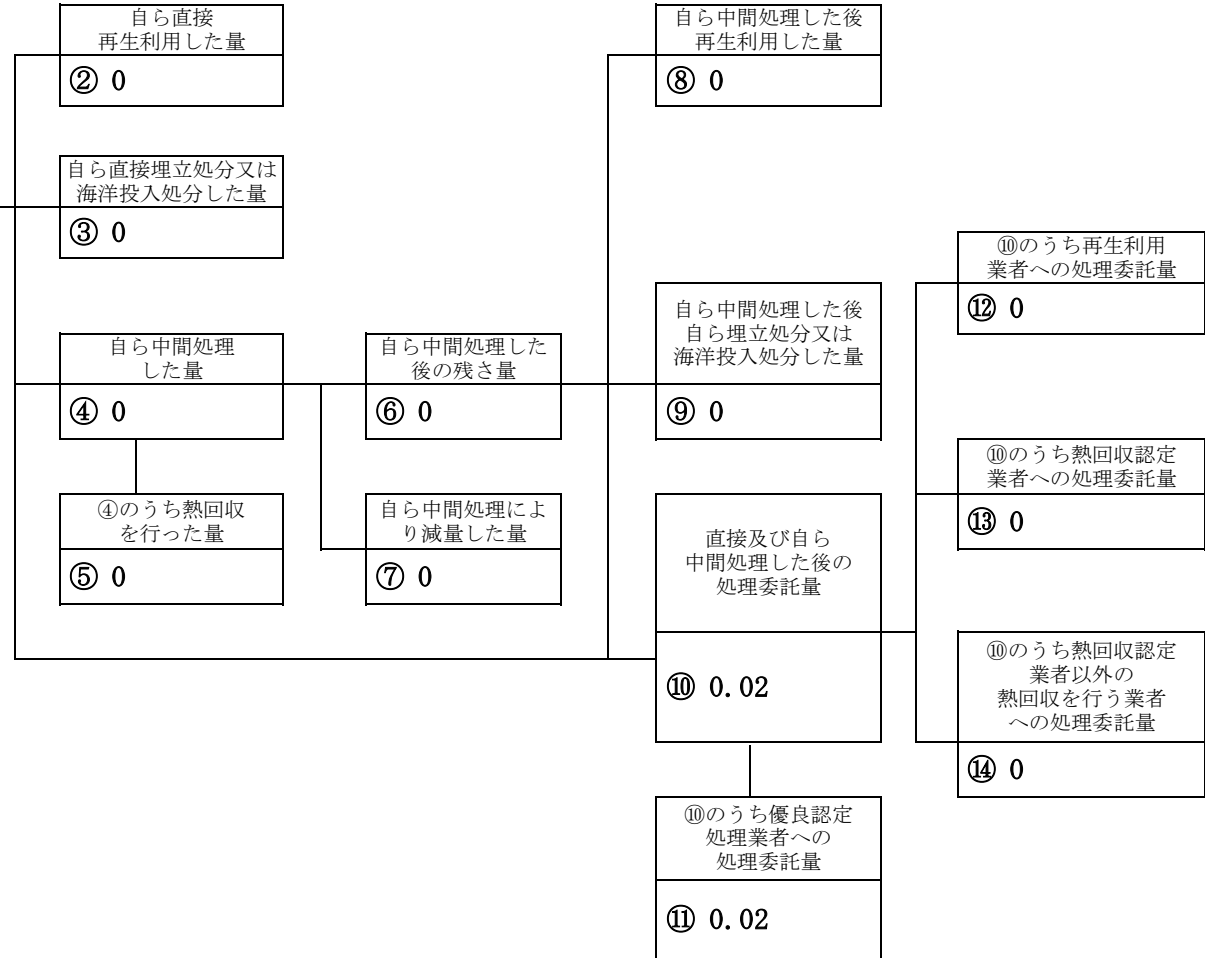 自ら直接
再生利用した量
② 0
自ら直接埋立処分又は
海洋投入処分した量
③ 0
自ら中間処理
した量
④ 0
④のうち熱回収
を行った量
⑤ 0
自ら中間処理した
後の残さ量
⑥ 0
自ら中間処理によ
り減量した量
⑦ 0
自ら中間処理した後
再生利用した量
⑧ 0
自ら中間処理した後
自ら埋立処分又は
海洋投入処分した量
⑨ 0
直接及び自ら
中間処理した後の
処理委託量
⑩ 0.02
⑩のうち優良認定
処理業者への
処理委託量
⑪ 0.02
⑩のうち再生利用
業者への処理委託量
⑫ 0
⑩のうち熱回収認定
業者への処理委託量
⑬ 0
⑩のうち熱回収認定
業者以外の
熱回収を行う業者
への処理委託量
⑭ 0